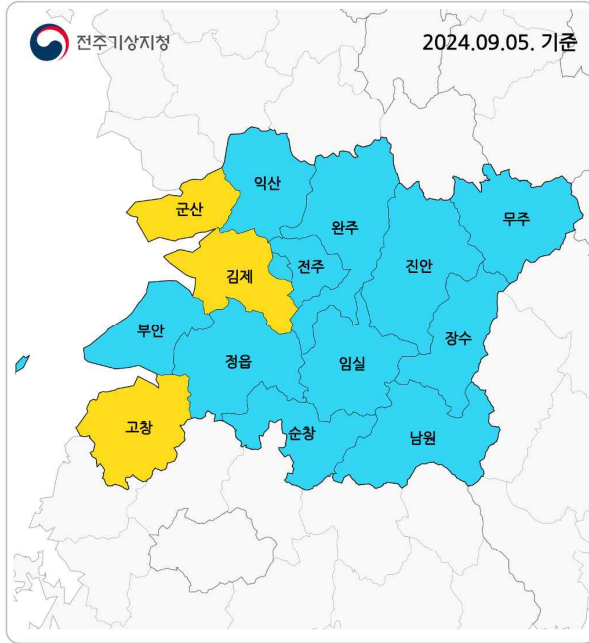 전주기상지청
2024.09.05. 기준
익산
군산
완주
무주
전주
진안
김제
부안
장수
정읍
임실
고창
순창
남원